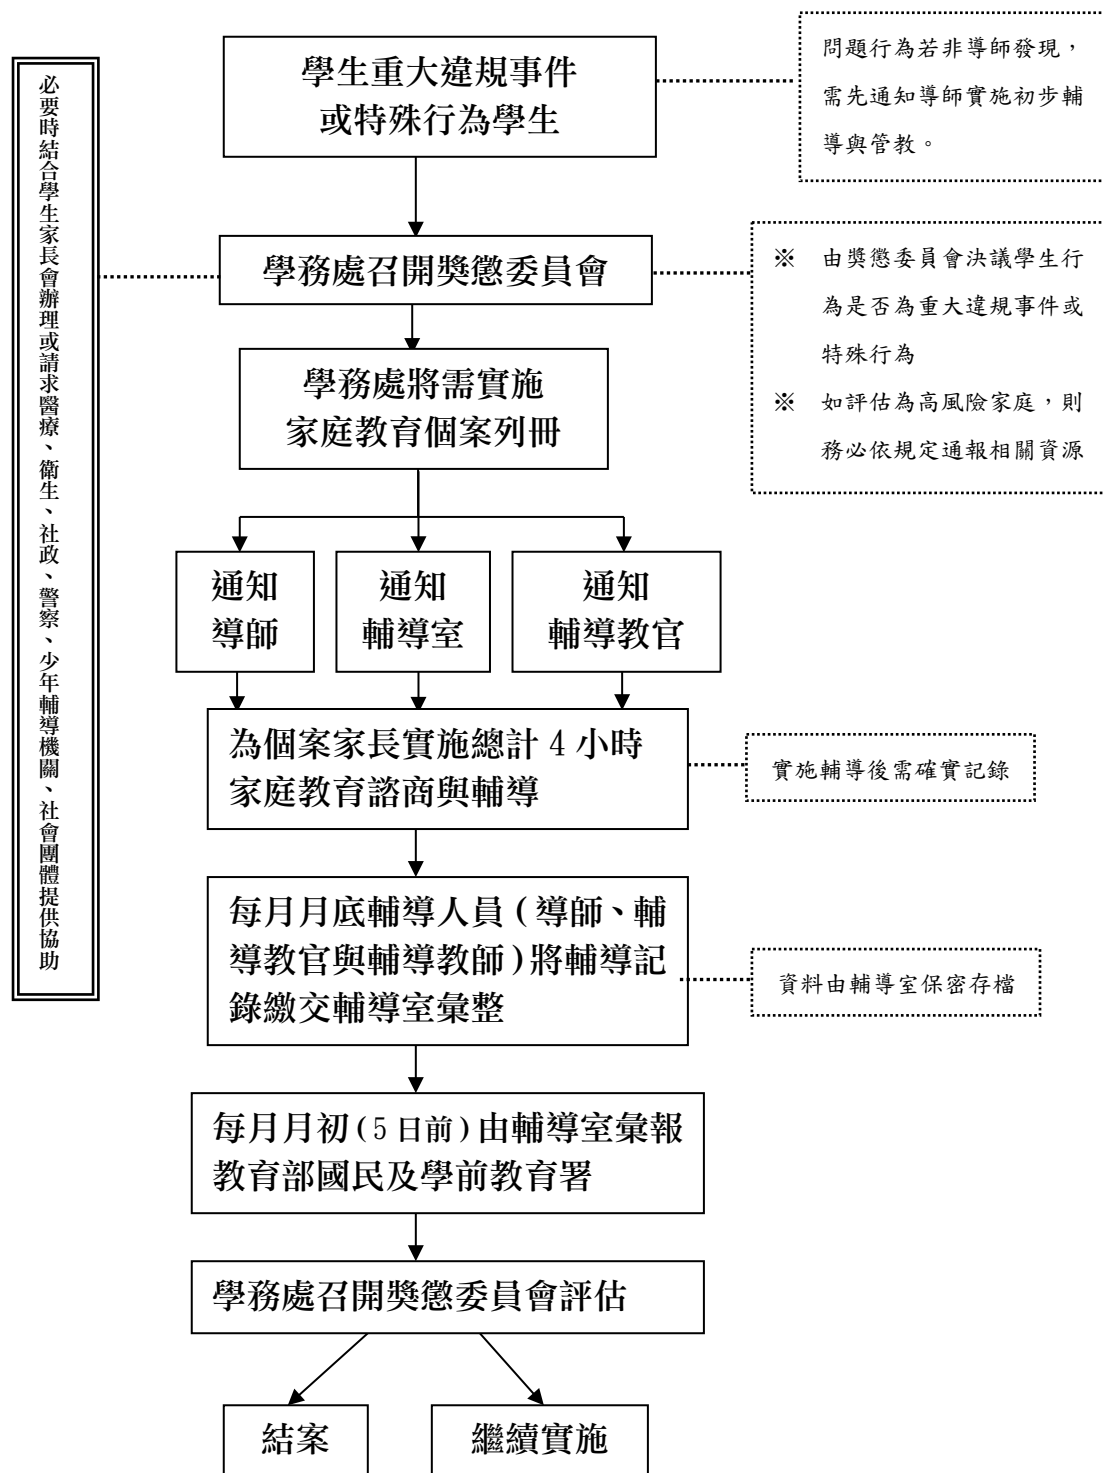 學生重大違規事件
或特殊行為學生
問題行為若非導師發現，
需先通知導師實施初步輔
導與管教。
必要時結合學生家長會辦理或請求醫療、衛生、社政、警察、少年輔導機關、社會團體提供協助
學務處召開獎懲委員會
※ 由獎懲委員會決議學生行
為是否為重大違規事件或
特殊行為
※ 如評估為高風險家庭，則
務必依規定通報相關資源
學務處將需實施
家庭教育個案列冊
通知
導師
通知
輔導室
通知
輔導教官
為個案家長實施總計 4 小時
家庭教育諮商與輔導
實施輔導後需確實記錄
每月月底輔導人員(導師、輔
導教官與輔導教師)將輔導記
錄繳交輔導室彙整
資料由輔導室保密存檔
每月月初(5 日前)由輔導室彙報
教育部國民及學前教育署
學務處召開獎懲委員會評估
結案
繼續實施